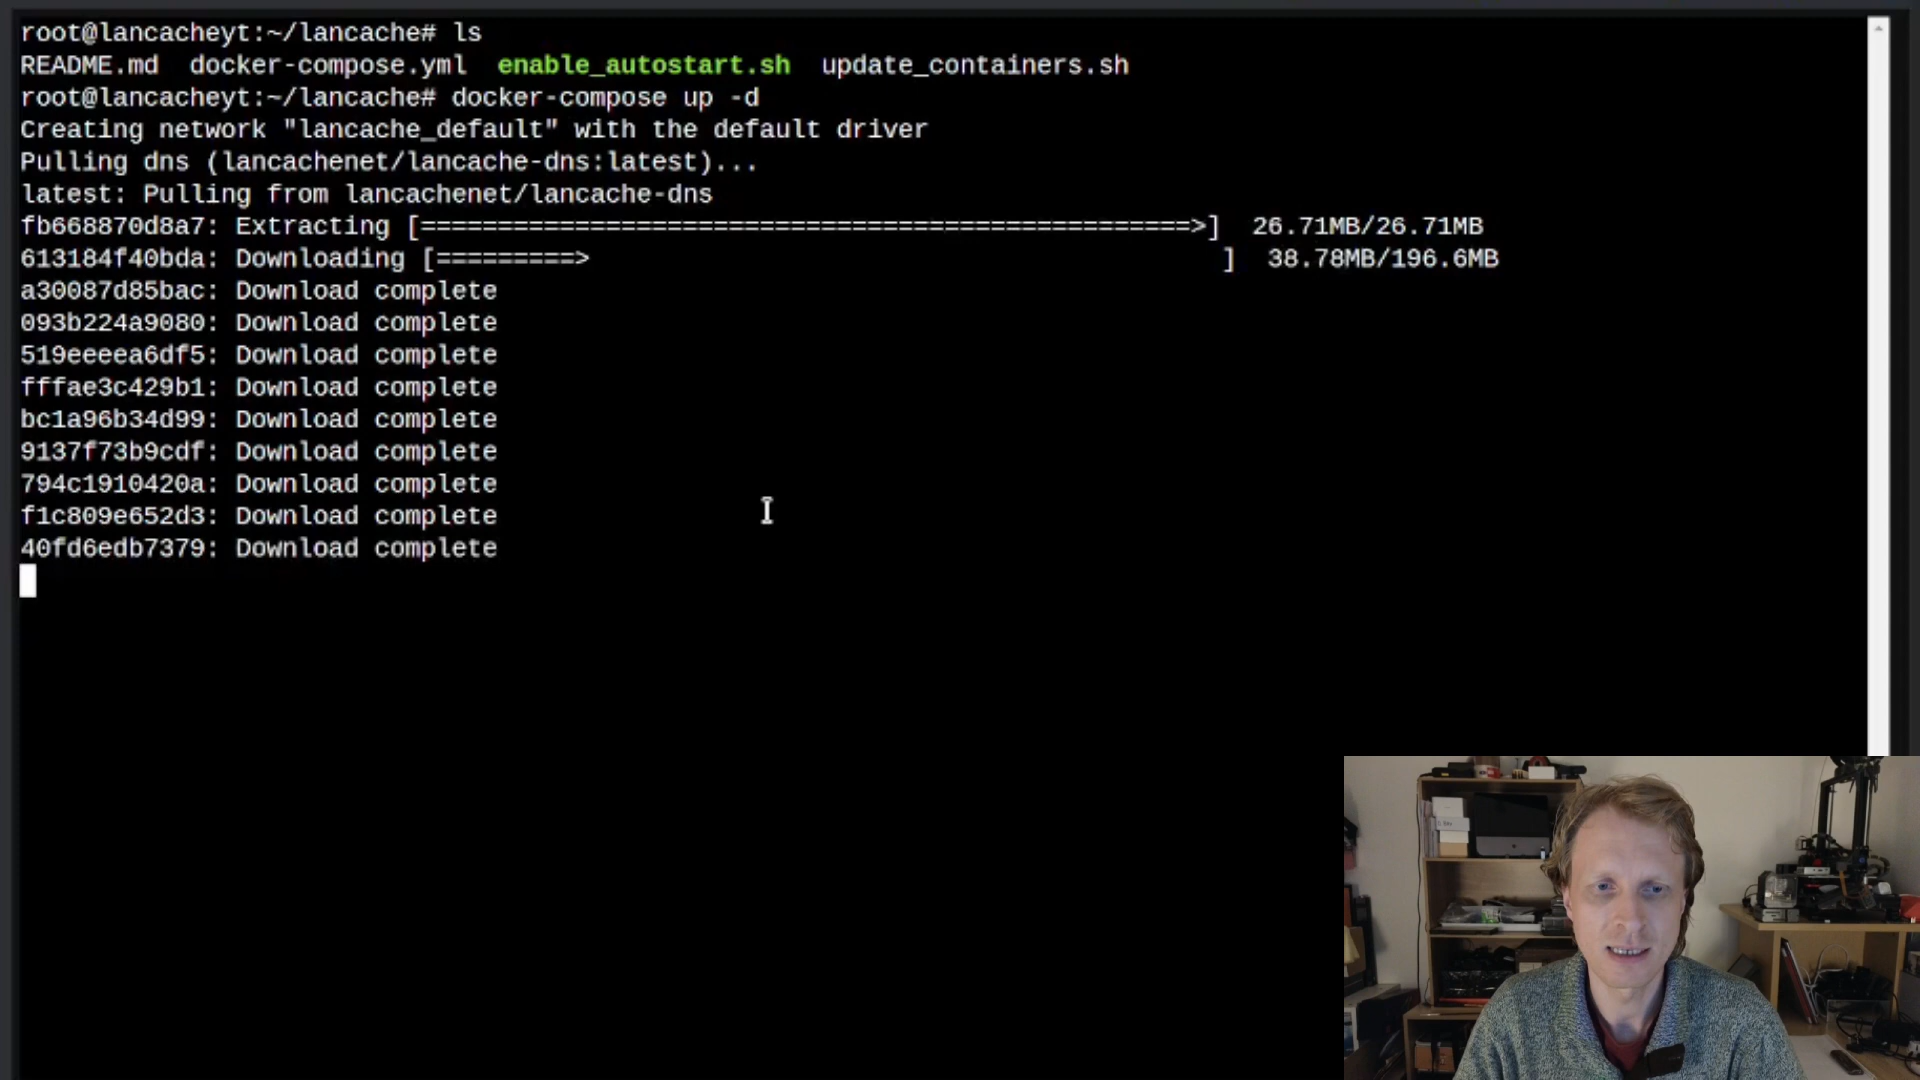 root@lancacheyt:~/lancache# ls
README.md  docker-compose.yml  enable_autostart.sh  update_containers.sh
root@lancacheyt:~/lancache# docker-compose up -d
Creating network "lancache_default" with the default driver
Pulling dns (lancachenet/lancache-dns:latest)...
latest: Pulling from lancachenet/lancache-dns
fb668870d8a7: Extracting [==================================================>]  26.71MB/26.71MB
613184f40bda: Downloading [=========>                                         ]  38.78MB/196.6MB
a30087d85bac: Download complete
093b224a9080: Download complete
519eeeea6df5: Download complete
fffae3c429b1: Download complete
bc1a96b34d99: Download complete
9137f73b9cdf: Download complete
794c1910420a: Download complete
f1c809e652d3: Download complete
40fd6edb7379: Download complete